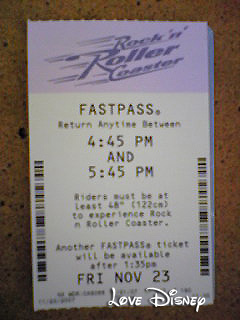 Rock 'n'
Roller
Coaster
FASTPASS®
Return Anytime Between
4:45 PM
AND
5:45 PM
Riders must be at
least 48" (122cm)
to experience Rock
n Roller Coaster.
Another FASTPASS® ticket
will be available
after 1:35pm
FRI NOV 23
Love Disney